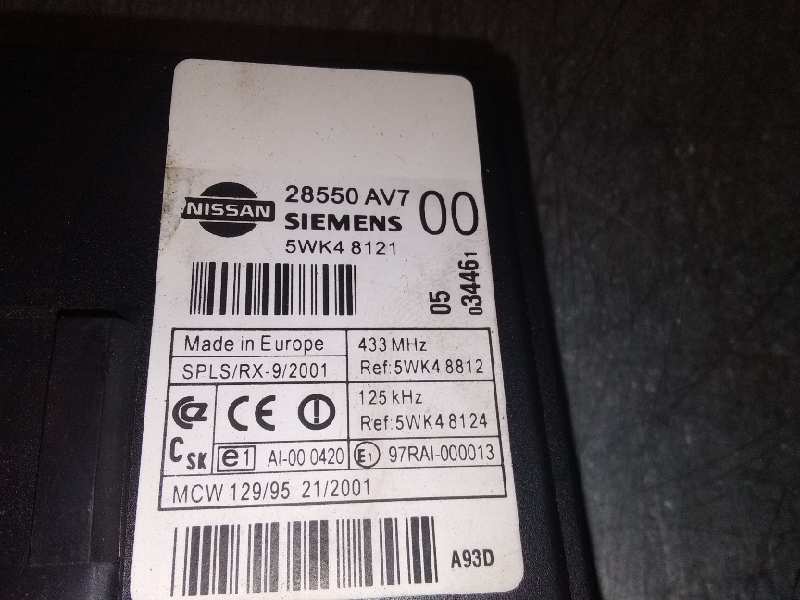 NISSAN
28550 AV7 00
SIEMENS
5WK4 8121
05
034461
Made in Europe
433 MHz
SPLS/RX-9/2001
Ref:5WK4 8812
125 kHz
Ref:5WK4 8124
CE
C SK
e1 AI-00 0420
E1 97RAI-000013
MCW 129/95 21/2001
A93D